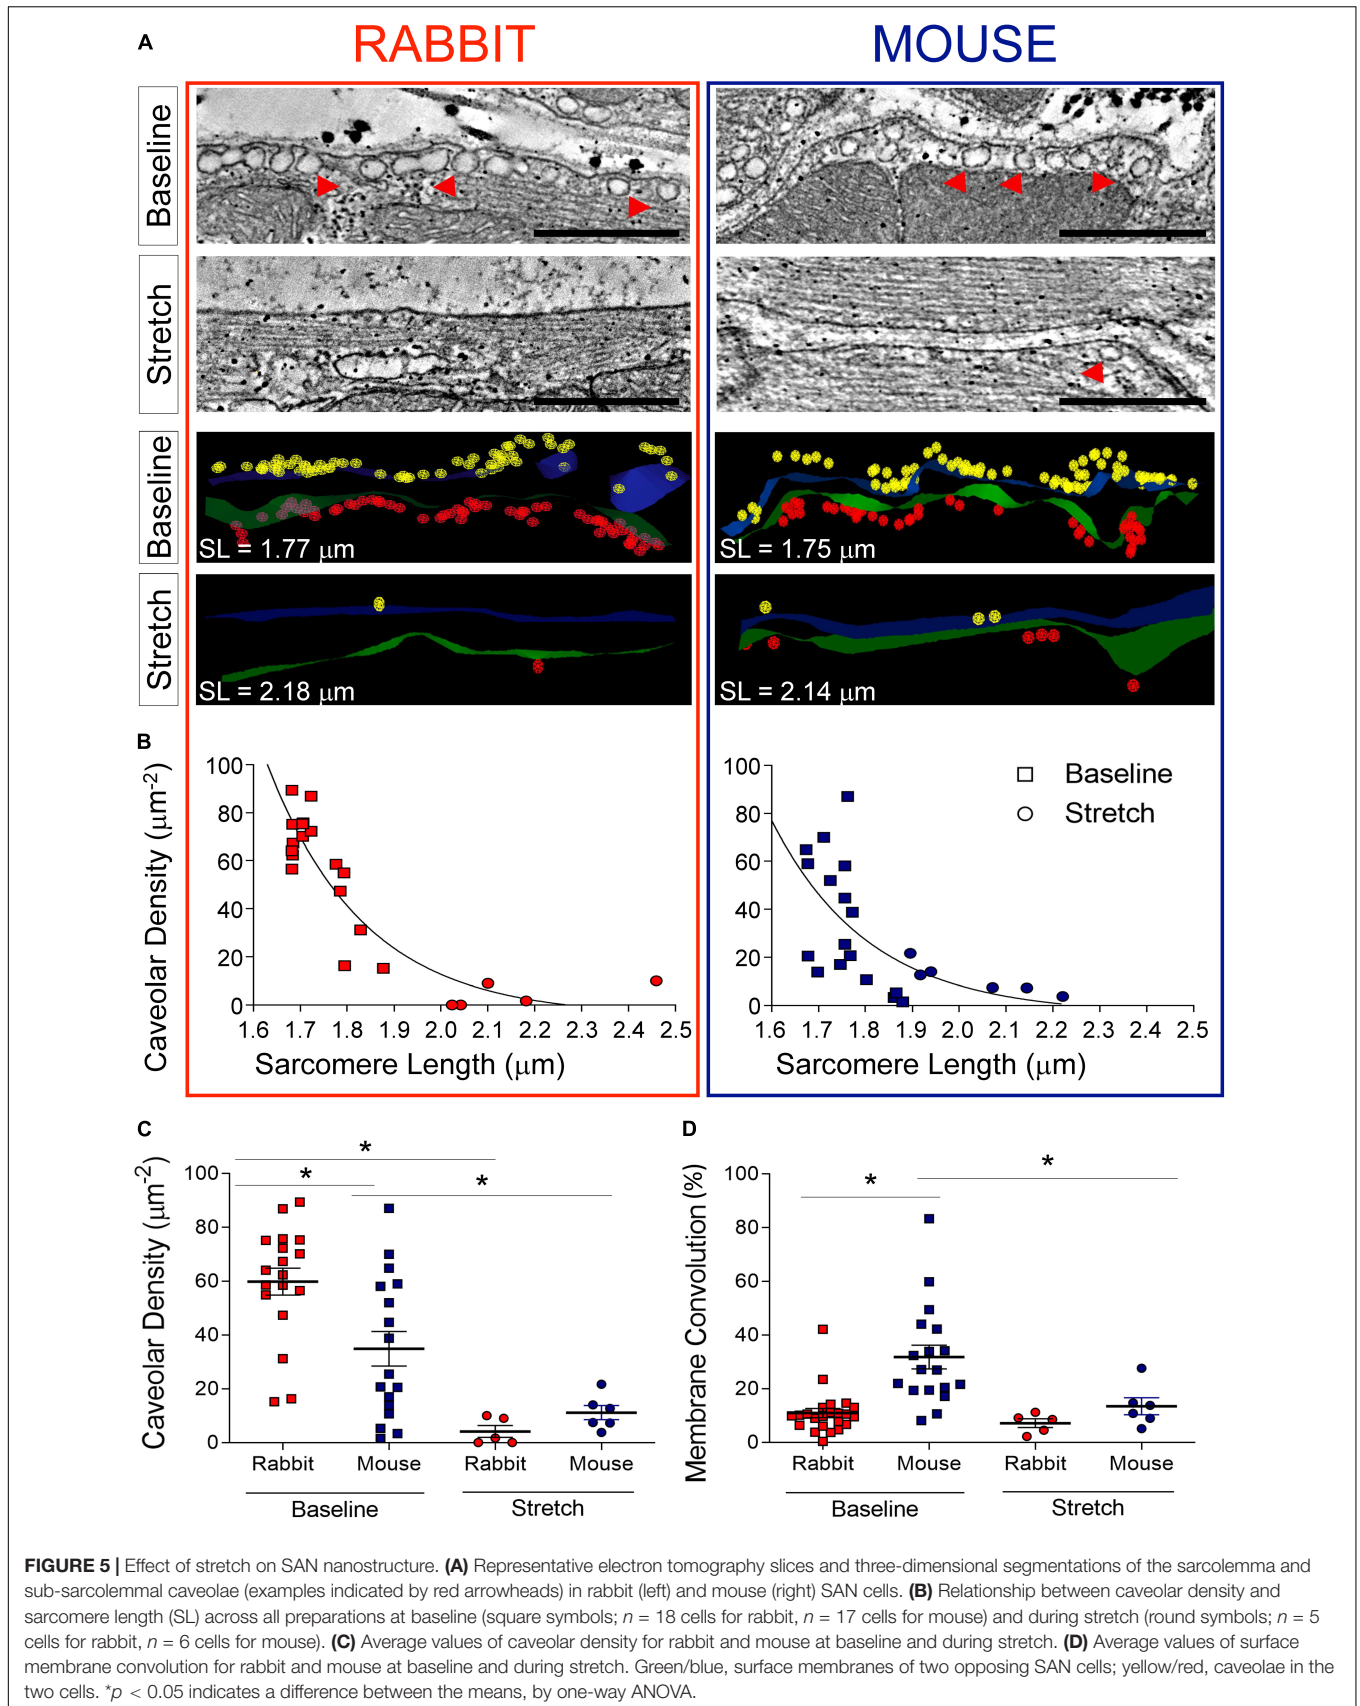 A
RABBIT
MOUSE
Baseline
Stretch
Baseline
SL = 1.77 μm
SL = 1.75 μm
Stretch
SL = 2.18 μm
SL = 2.14 μm
B
Caveolar Density (μm⁻²)
100
80
60
40
20
0
1.6 1.7 1.8 1.9 2.0 2.1 2.2 2.3 2.4 2.5
Sarcomere Length (μm)
100
80
60
40
20
0
1.6 1.7 1.8 1.9 2.0 2.1 2.2 2.3 2.4 2.5
Sarcomere Length (μm)
Baseline
Stretch
C
Caveolar Density (μm⁻²)
100
80
60
40
20
0
*
*
*
Rabbit Mouse Rabbit Mouse
Baseline Stretch
D
Membrane Convolution (%)
100
80
60
40
20
0
*
*
Rabbit Mouse Rabbit Mouse
Baseline Stretch
FIGURE 5 | Effect of stretch on SAN nanostructure. (A) Representative electron tomography slices and three-dimensional segmentations of the sarcolemma and
sub-sarcolemmal caveolae (examples indicated by red arrowheads) in rabbit (left) and mouse (right) SAN cells. (B) Relationship between caveolar density and
sarcomere length (SL) across all preparations at baseline (square symbols; n = 18 cells for rabbit, n = 17 cells for mouse) and during stretch (round symbols; n = 5
cells for rabbit, n = 6 cells for mouse). (C) Average values of caveolar density for rabbit and mouse at baseline and during stretch. (D) Average values of surface
membrane convolution for rabbit and mouse at baseline and during stretch. Green/blue, surface membranes of two opposing SAN cells; yellow/red, caveolae in the
two cells. *p < 0.05 indicates a difference between the means, by one-way ANOVA.